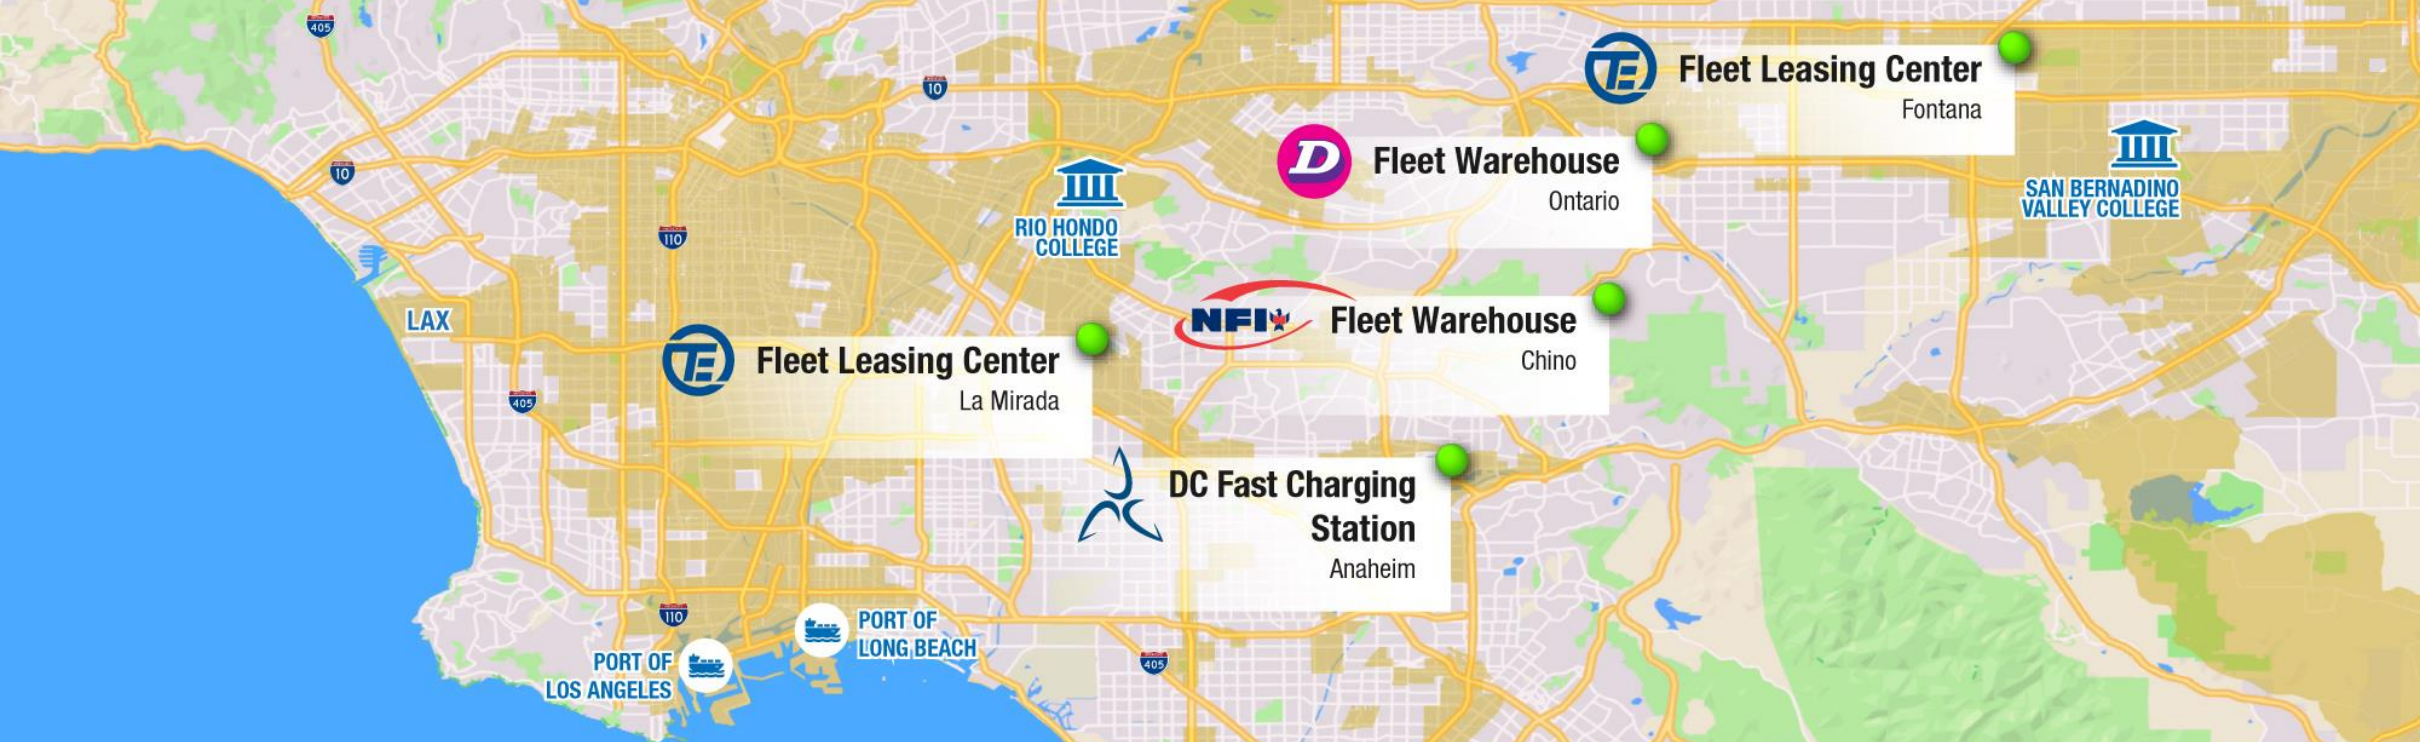 405
10
TE
Fleet Leasing Center
Fontana
D
Fleet Warehouse
Ontario
10
RIO HONDO
COLLEGE
SAN BERNADINO
VALLEY COLLEGE
110
LAX
NFI
Fleet Warehouse
Chino
TE
Fleet Leasing Center
La Mirada
405
DC Fast Charging
Station
Anaheim
110
PORT OF
LONG BEACH
PORT OF
LOS ANGELES
405